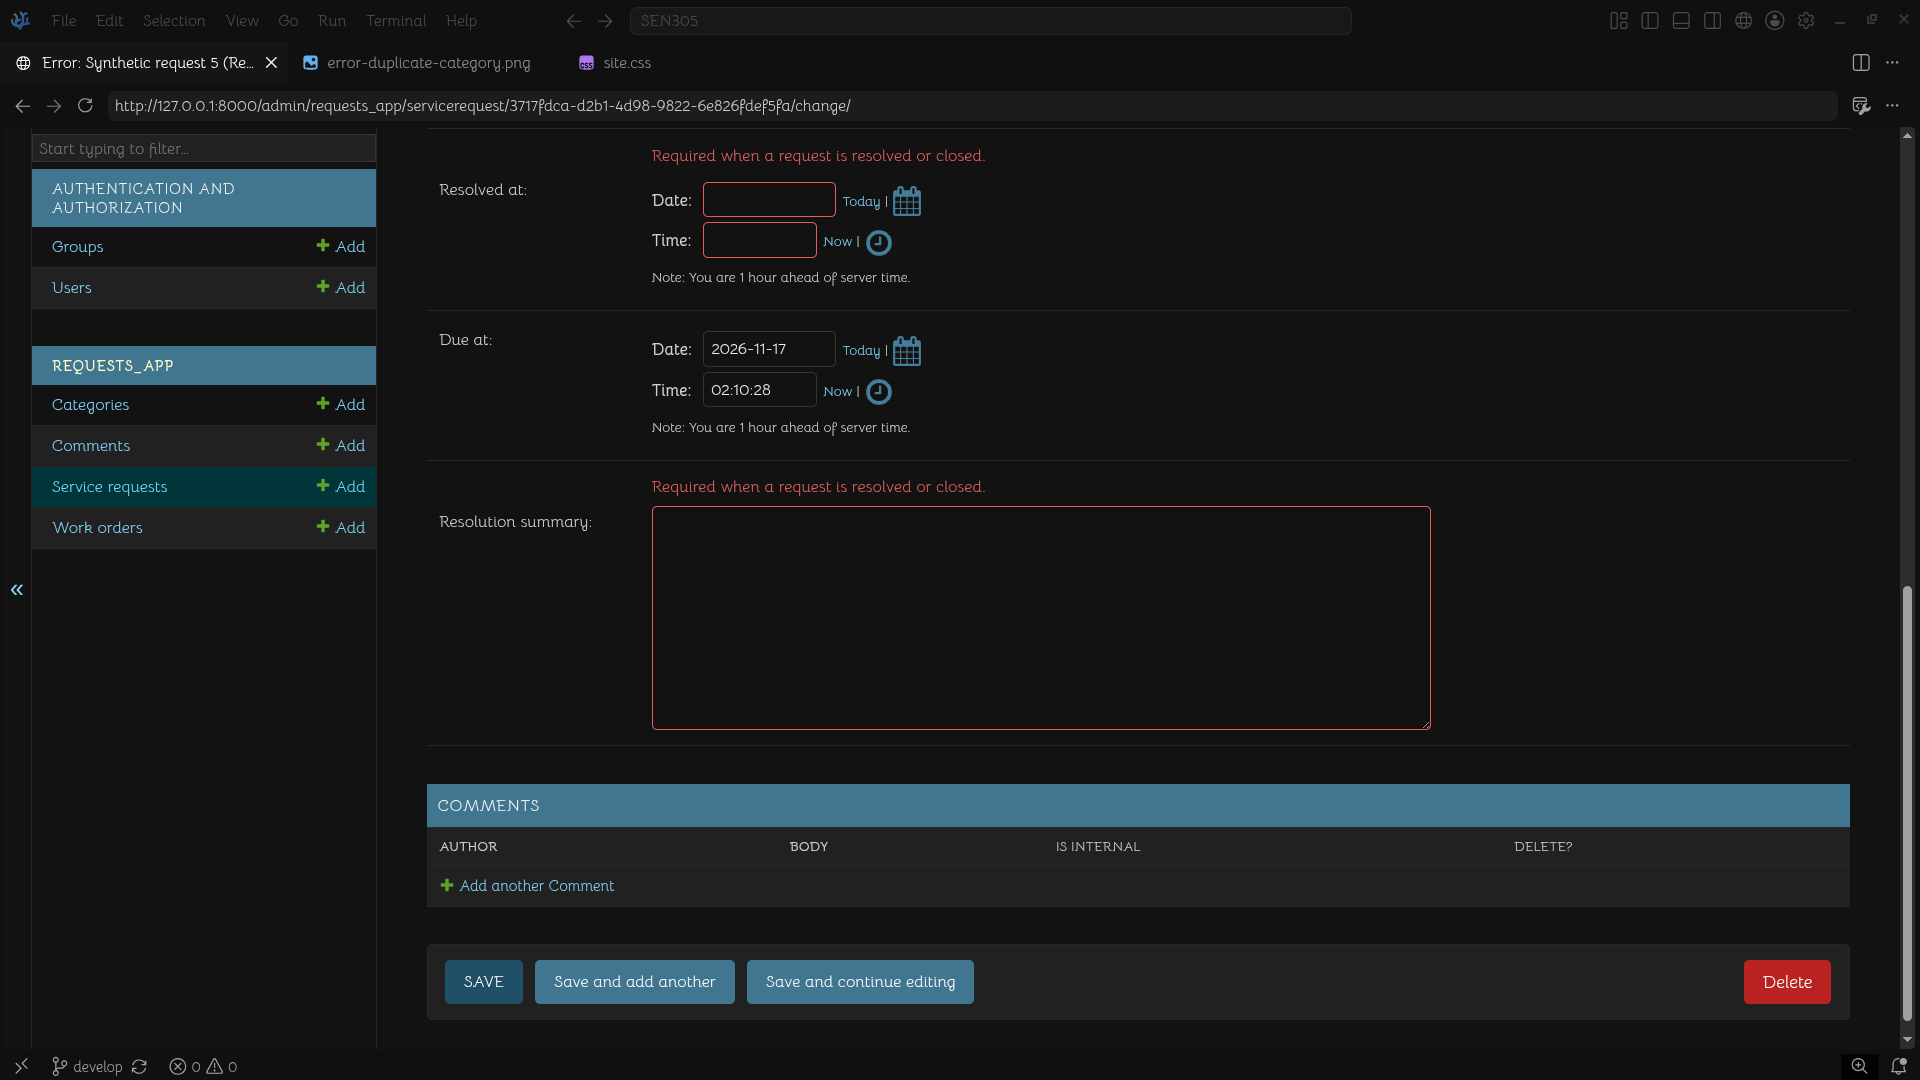 File Edit Selection View Go Run Terminal Help
SEN305
Error: Synthetic request 5 (Re...
error-duplicate-category.png
site.css
http://127.0.0.1:8000/admin/requests_app/servicerequest/3717fdca-d2b1-4d98-9822-6e826fdef5fa/change/
Start typing to filter...
AUTHENTICATION AND
AUTHORIZATION
Groups + Add
Users + Add
REQUESTS_APP
Categories + Add
Comments + Add
Service requests + Add
Work orders + Add
«
Required when a request is resolved or closed.
Resolved at:
Date: Today |
Time: Now |
Note: You are 1 hour ahead of server time.
Due at:
Date: 2026-11-17 Today |
Time: 02:10:28 Now |
Note: You are 1 hour ahead of server time.
Required when a request is resolved or closed.
Resolution summary:
COMMENTS
AUTHOR BODY IS INTERNAL DELETE?
+ Add another Comment
SAVE Save and add another Save and continue editing Delete
develop 0 0